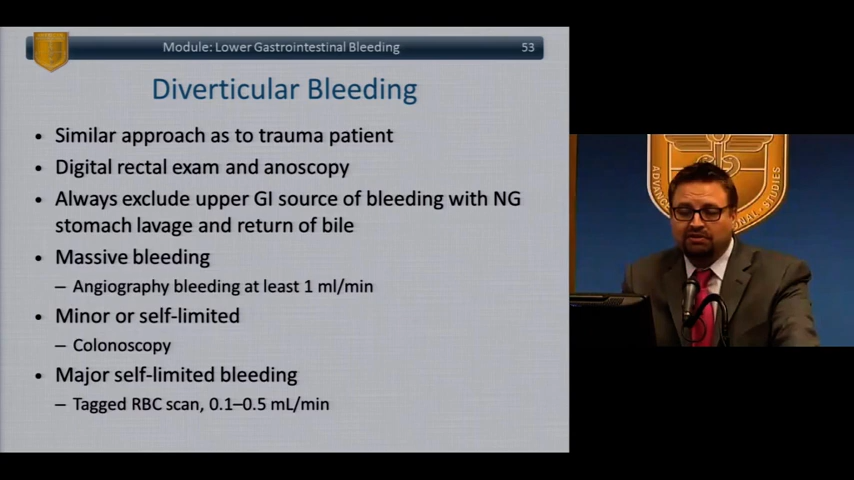 Module: Lower Gastrointestinal Bleeding 53
Diverticular Bleeding
• Similar approach as to trauma patient
• Digital rectal exam and anoscopy
• Always exclude upper GI source of bleeding with NG
stomach lavage and return of bile
• Massive bleeding
– Angiography bleeding at least 1 ml/min
• Minor or self-limited
– Colonoscopy
• Major self-limited bleeding
– Tagged RBC scan, 0.1–0.5 mL/min